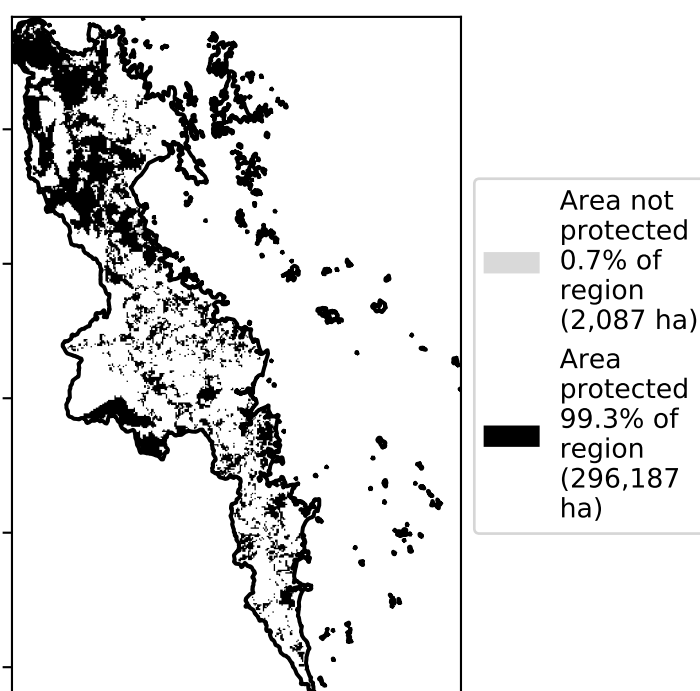 Area not
protected
0.7% of
region
(2,087 ha)
Area
protected
99.3% of
region
(296,187
ha)